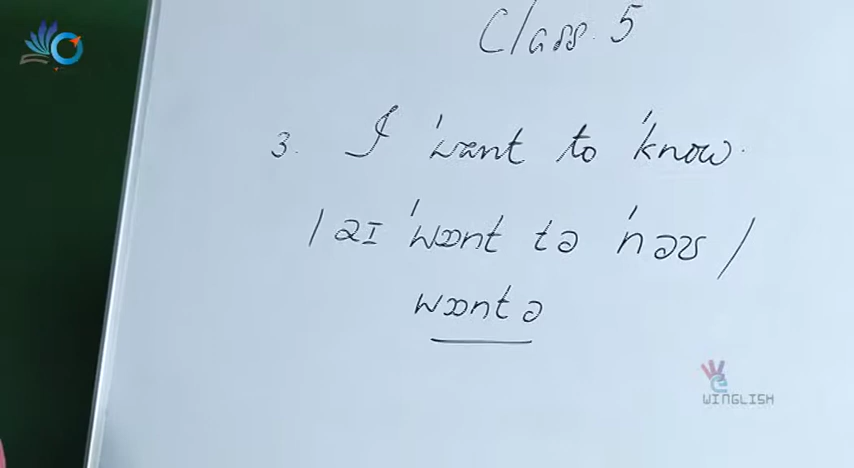 Class. 5
3. I 'want to 'know.
/ aɪ 'wɒnt tə 'nəʊ /
wɒntə
WINGLISH